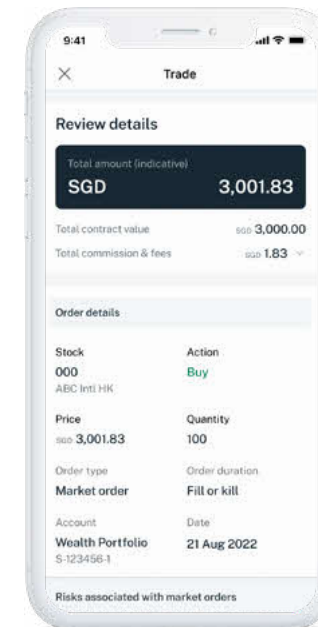 9:41
Trade
Review details
Total amount (indicative)
SGD 3,001.83
Total contract value SGD 3,000.00
Total commission & fees SGD 1.83
Order details
Stock Action
000 Buy
ABC Intl HK
Price Quantity
SGD 3,001.83 100
Order type Order duration
Market order Fill or kill
Account Date
Wealth Portfolio 21 Aug 2022
S-123456-1
Risks associated with market orders